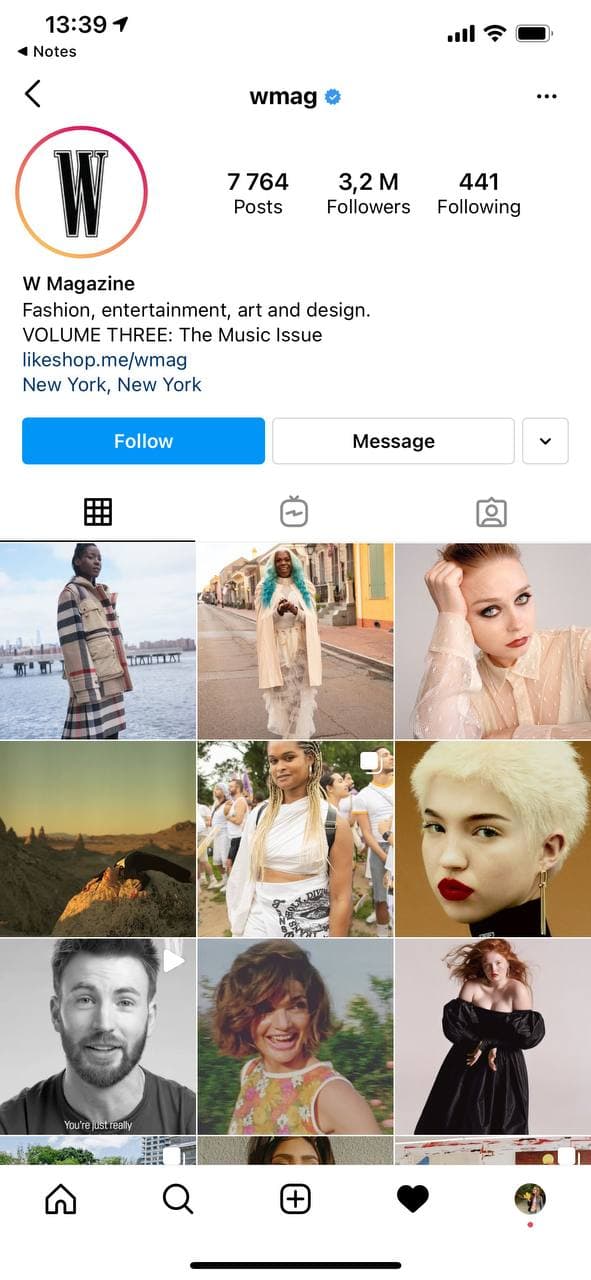 13:39
Notes
wmag
W
7 764 3,2 M 441
Posts Followers Following
W Magazine
Fashion, entertainment, art and design.
VOLUME THREE: The Music Issue
likeshop.me/wmag
New York, New York
Follow Message
You're just really